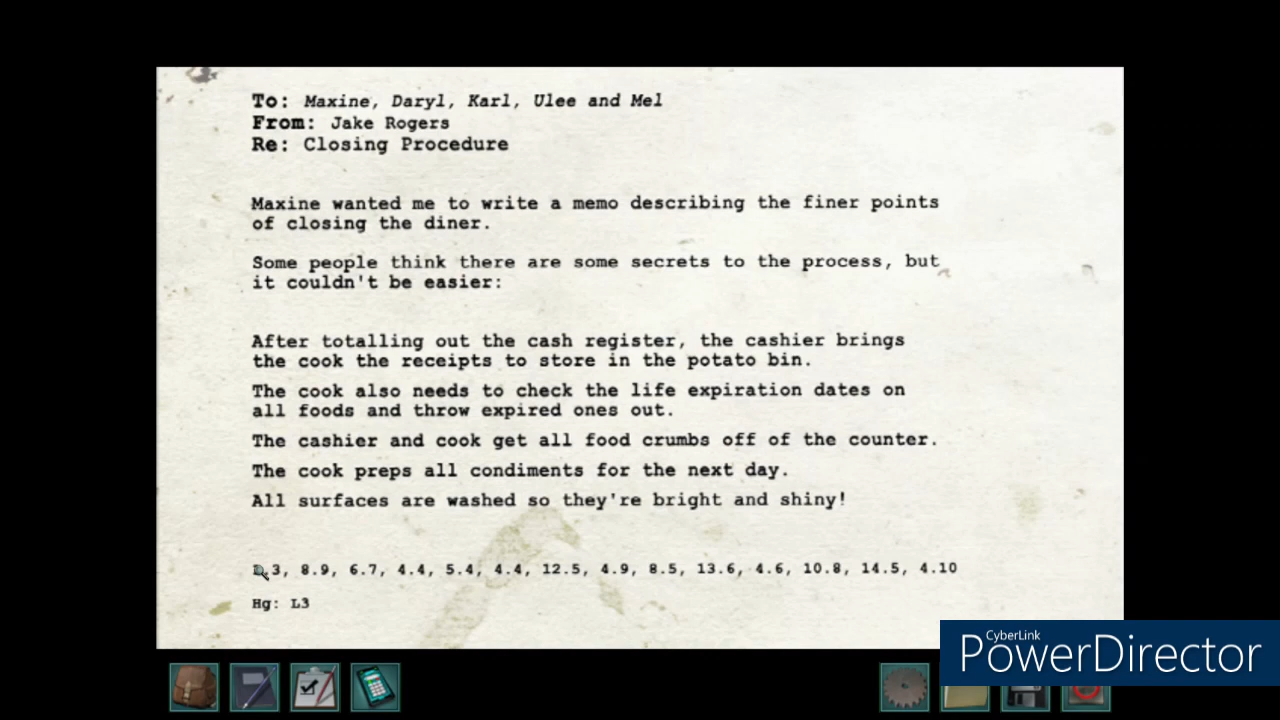 To: Maxine, Daryl, Karl, Ulee and Mel
From: Jake Rogers
Re: Closing Procedure
Maxine wanted me to write a memo describing the finer points
of closing the diner.
Some people think there are some secrets to the process, but
it couldn't be easier:
After totalling out the cash register, the cashier brings
the cook the receipts to store in the potato bin.
The cook also needs to check the life expiration dates on
all foods and throw expired ones out.
The cashier and cook get all food crumbs off of the counter.
The cook preps all condiments for the next day.
All surfaces are washed so they're bright and shiny!
8.9, 6.7, 4.4, 5.4, 4.4, 12.5, 4.9, 8.5, 13.6, 4.6, 10.8, 14.5, 4.10
Hg: L3
CyberLink
PowerDirector